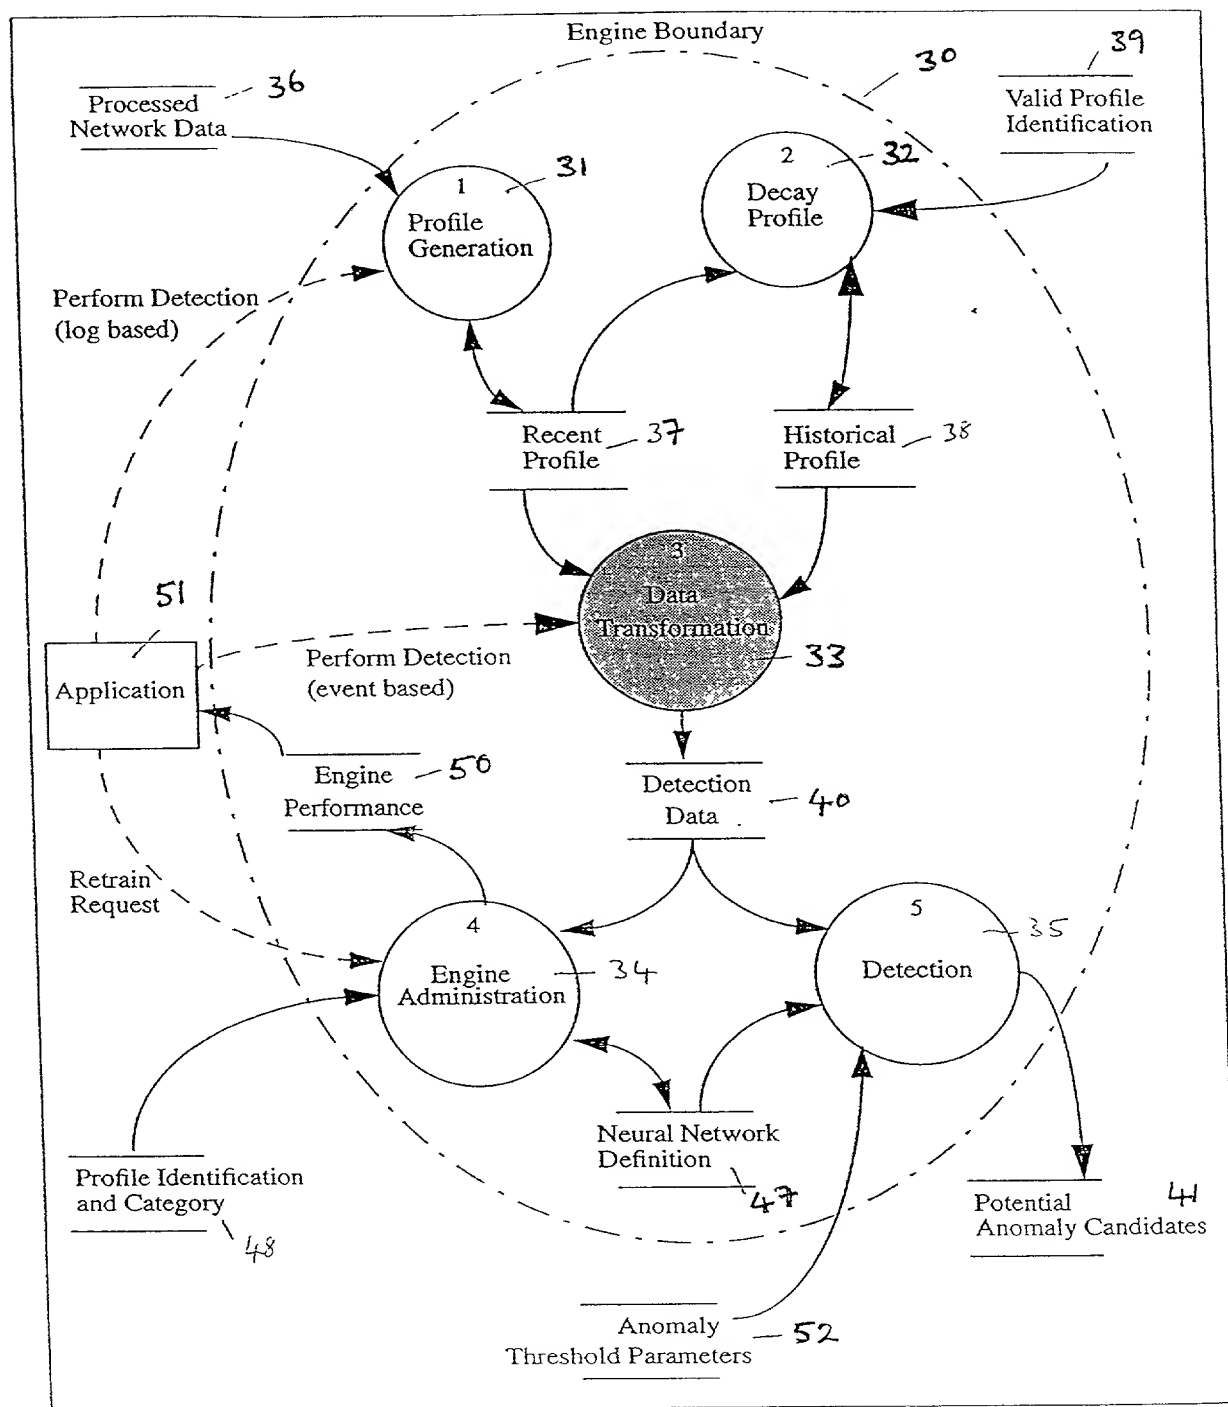 Engine Boundary
39
30
36
Processed
Network Data
Valid Profile
Identification
2
32
Decay
Profile
1
31
Profile
Generation
Perform Detection
(log based)
Recent
Profile
37
Historical
Profile
38
3
Data
Transformation
33
51
Application
Perform Detection
(event based)
Engine
Performance
50
Detection
Data
40
Retrain
Request
4
Engine
Administration
34
5
Detection
35
Neural Network
Definition
47
Profile Identification
and Category
48
Potential
Anomaly Candidates
41
Anomaly
Threshold Parameters
52